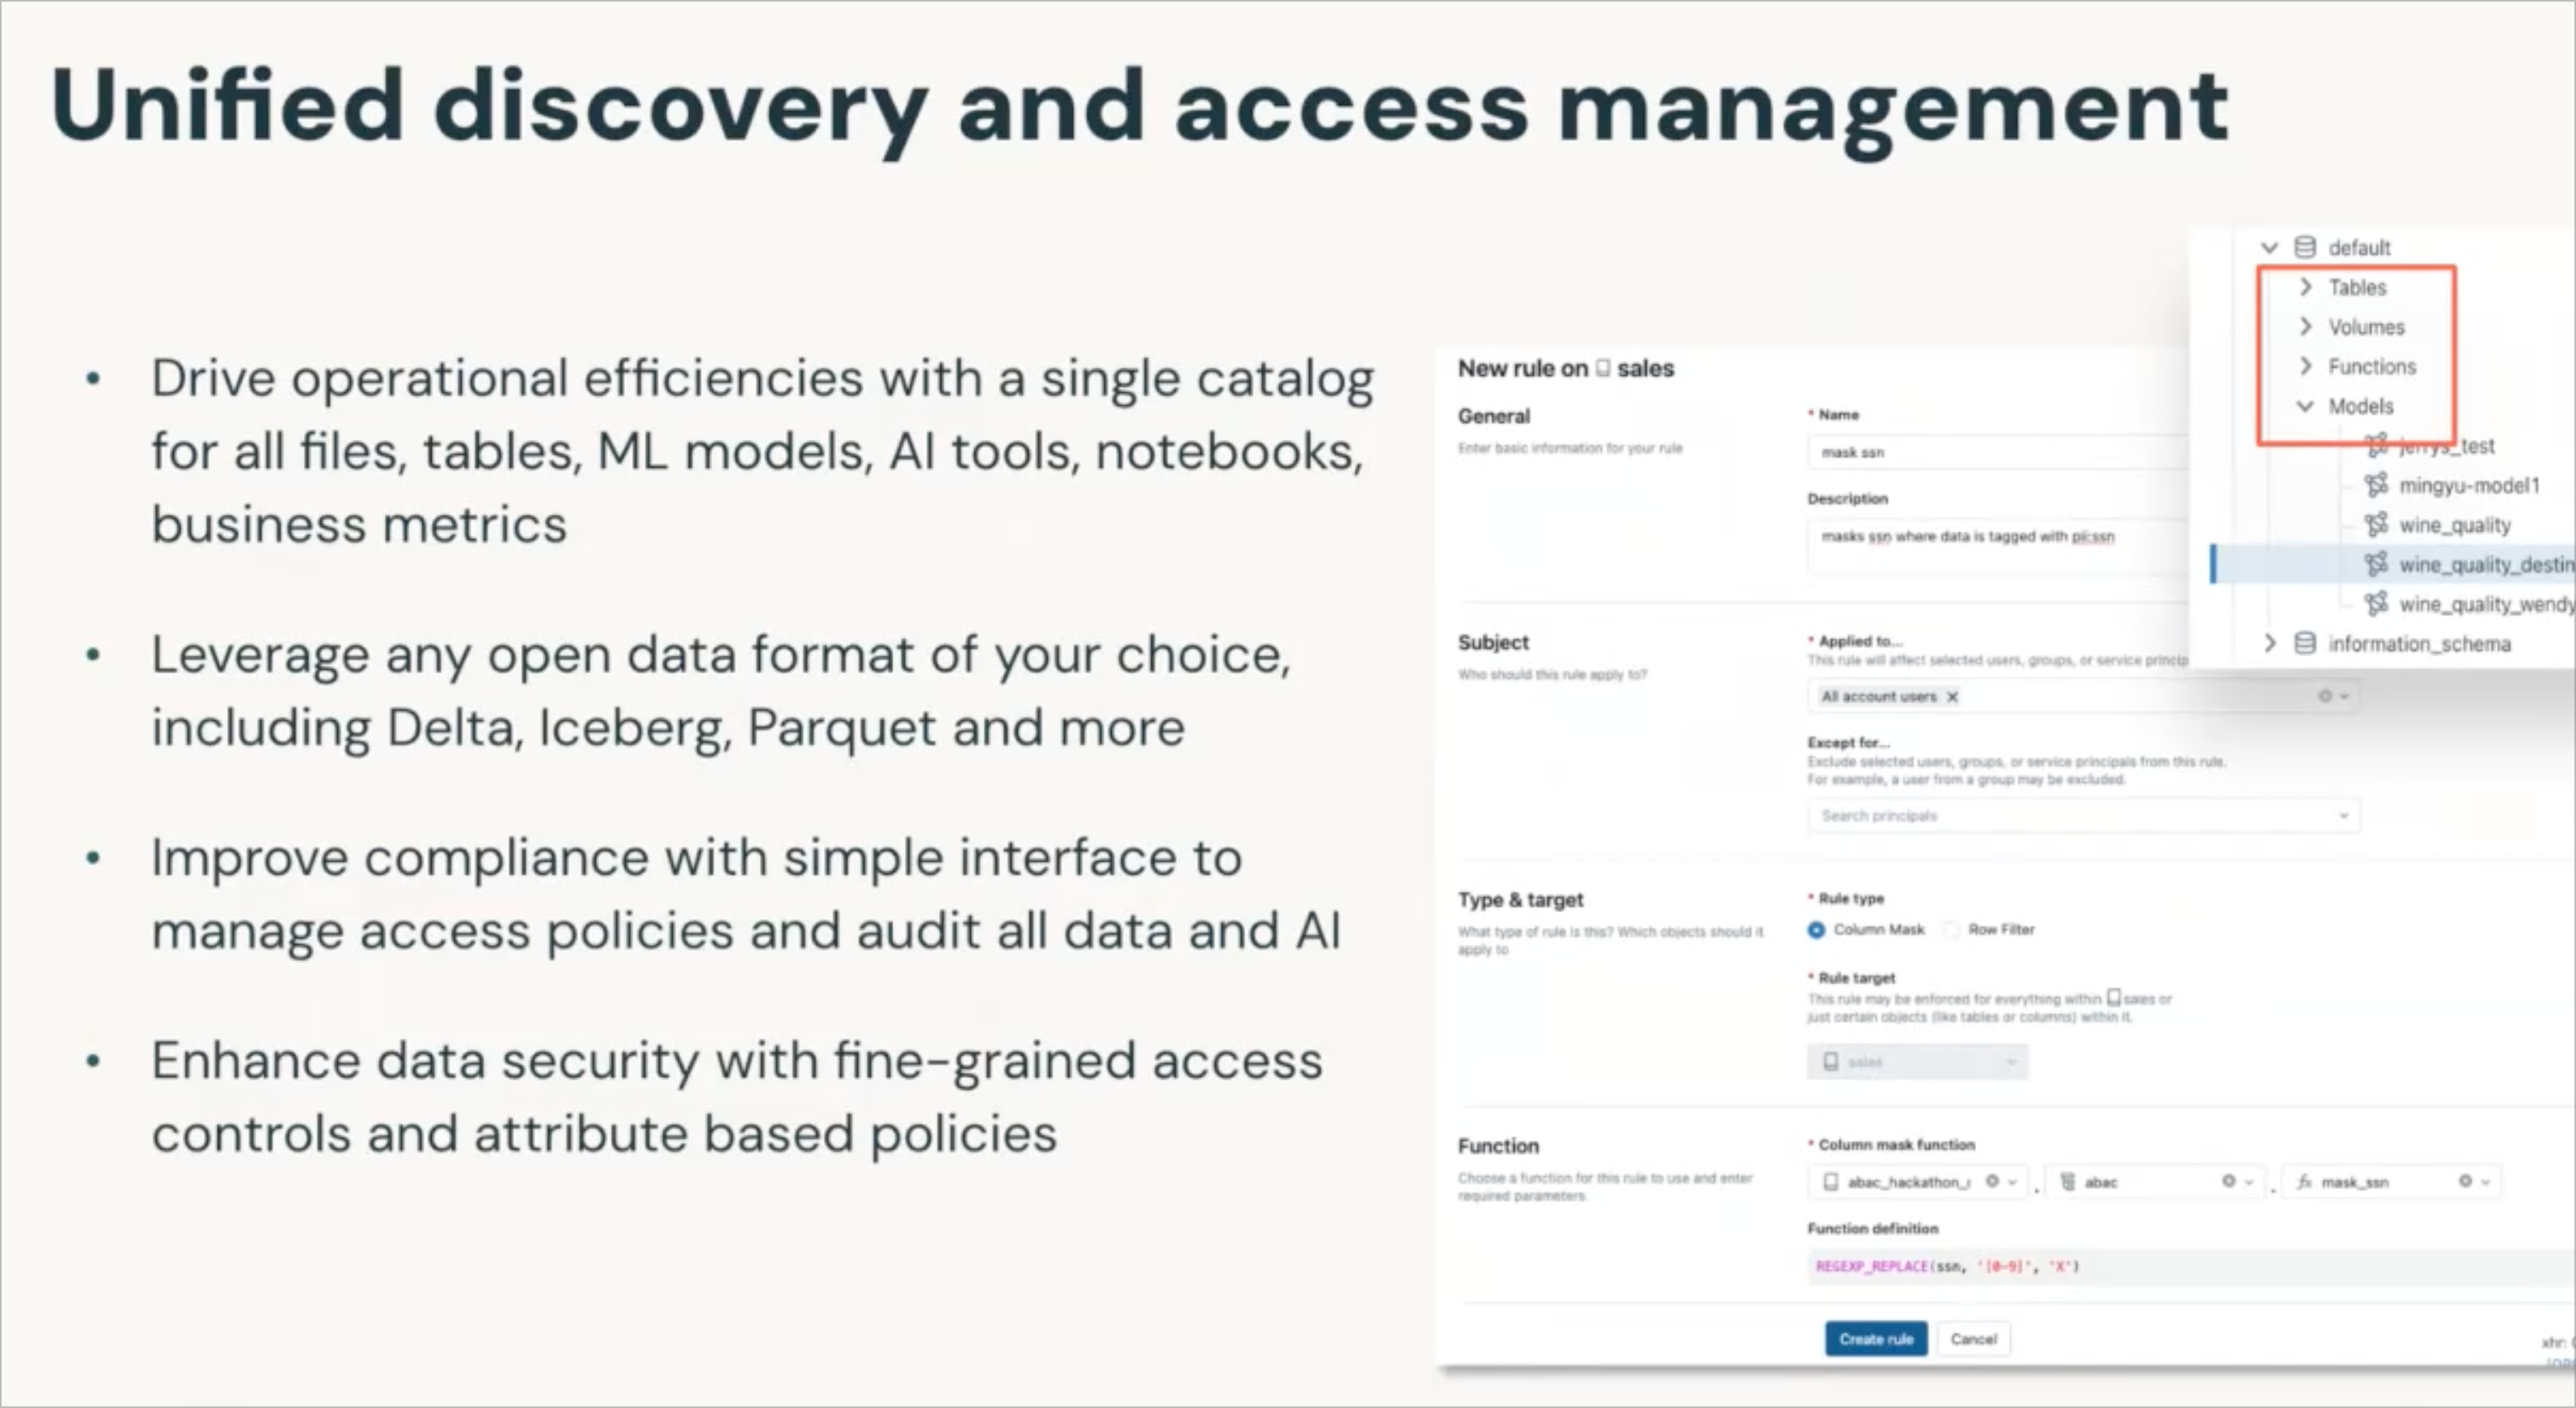 Unified discovery and access management
• Drive operational efficiencies with a single catalog
for all files, tables, ML models, AI tools, notebooks,
business metrics
• Leverage any open data format of your choice,
including Delta, Iceberg, Parquet and more
• Improve compliance with simple interface to
manage access policies and audit all data and AI
• Enhance data security with fine-grained access
controls and attribute based policies
New rule on sales
General
Enter basic information for your rule
* Name
mask ssn
Description
masks ssn where data is tagged with pii:ssn
Subject
Who should this rule apply to?
* Applied to...
This rule will affect selected users, groups, or service princip
All account users
Except for...
Exclude selected users, groups, or service principals from this rule.
For example, a user from a group may be excluded.
Search principals
Type & target
What type of rule is this? Which objects should it
apply to
* Rule type
Column Mask Row Filter
* Rule target
This rule may be enforced for everything within sales or
just certain objects (like tables or columns) within it.
sales
Function
Choose a function for this rule to use and enter
required parameters
* Column mask function
abac_hackathon_ . abac . fx mask_ssn
Function definition
REGEXP_REPLACE(ssn, '[0-9]', 'X')
Create rule Cancel
xhr:
default
Tables
Volumes
Functions
Models
jerrys_test
mingyu-model1
wine_quality
wine_quality_destin
wine_quality_wendy
information_schema